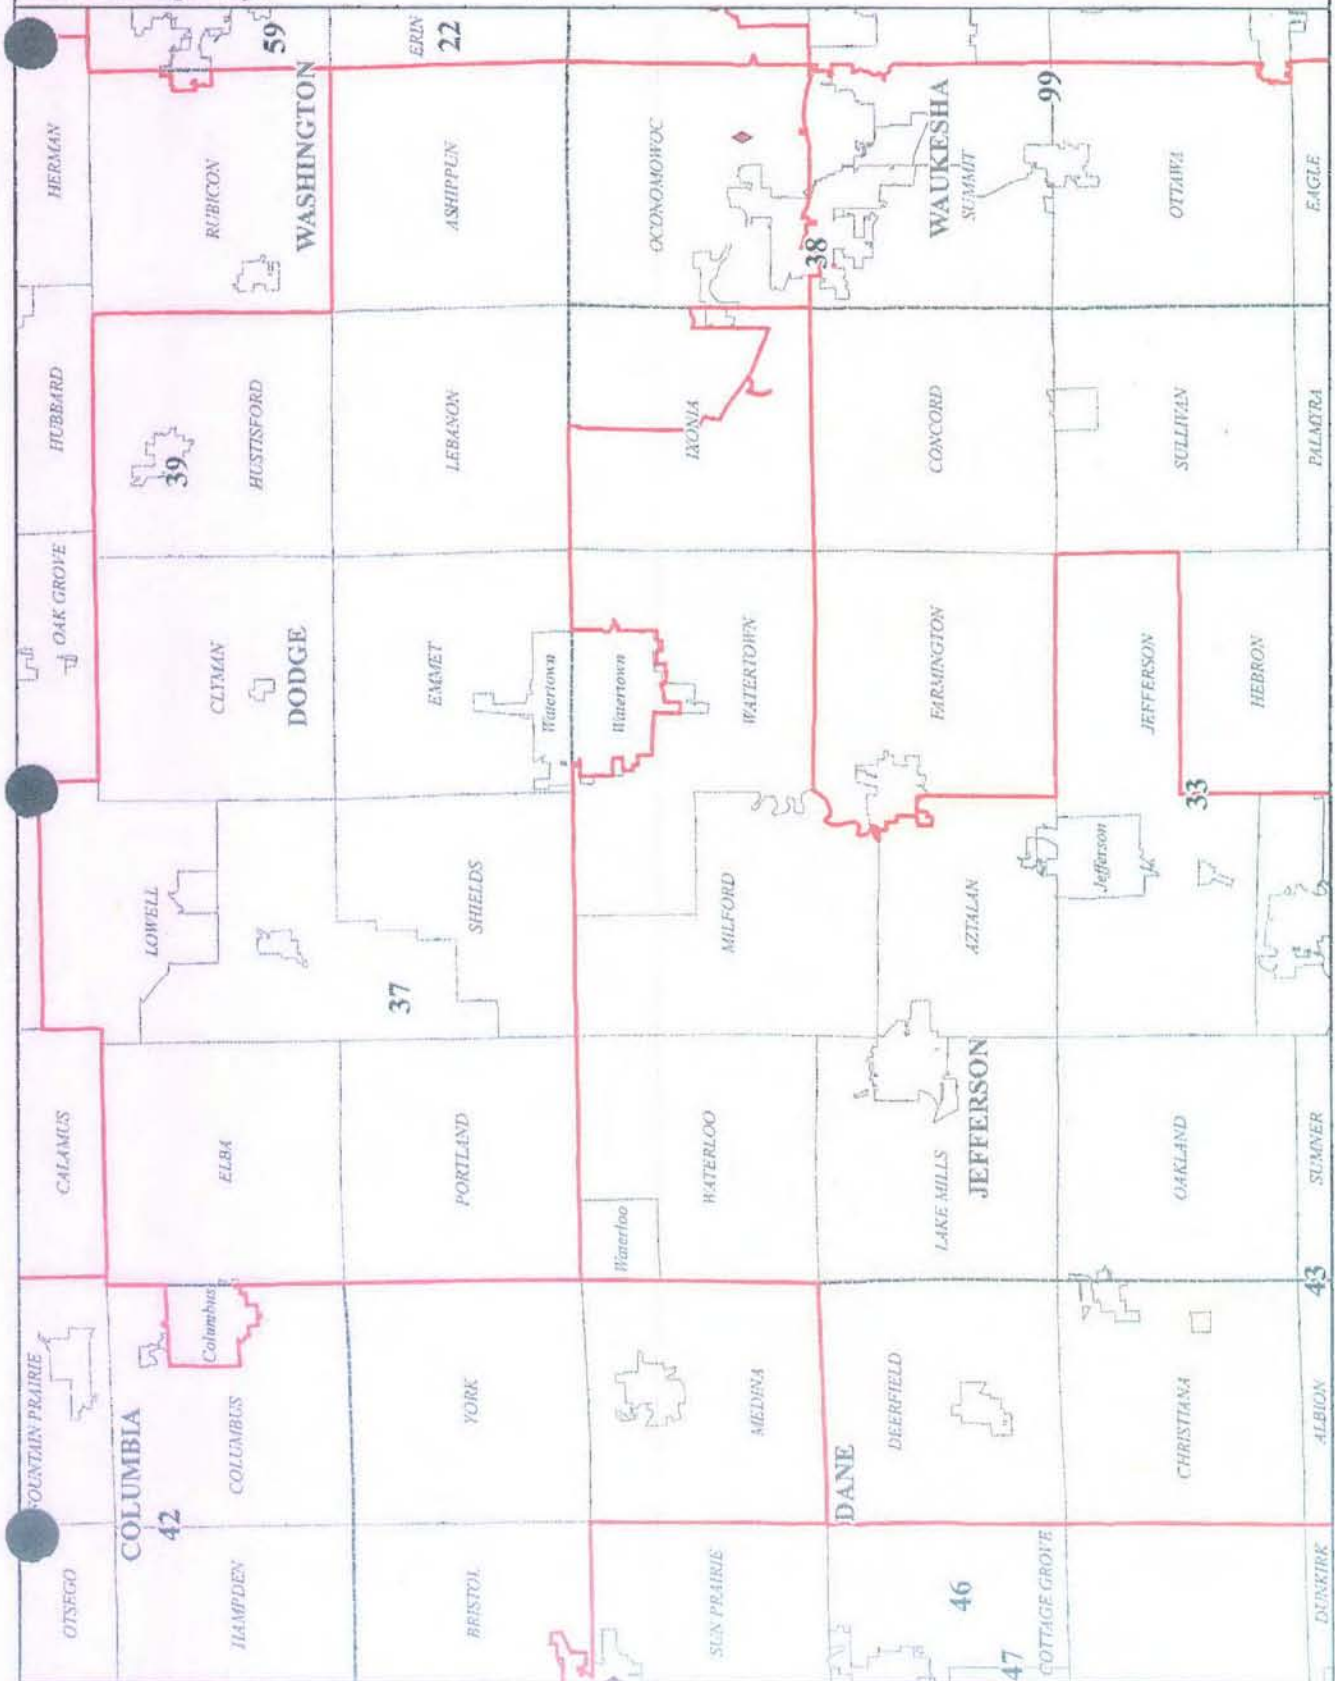 OTSEGO
FOUNTAIN PRAIRIE
CALAMUS
OAK GROVE
HUBBARD
HERMAN
COLUMBIA
42
HAMPDEN
COLUMBUS
Columbus
ELBA
LOWELL
CLYMAN
DODGE
39
HUSTISFORD
RUBICON
WASHINGTON
59
BRISTOL
YORK
PORTLAND
37
SHIELDS
EMMET
LEBANON
ASHIPPUN
ERIN
22
Watertown
Watertown
SUN PRAIRIE
MEDINA
Waterloo
WATERLOO
MILFORD
WATERTOWN
IXONIA
OCONOMOWOC
38
DANE
46
47
COTTAGE GROVE
DEERFIELD
LAKE MILLS
JEFFERSON
AZTALAN
FARMINGTON
CONCORD
WAUKESHA
SUMMIT
99
CHRISTIANA
OAKLAND
Jefferson
JEFFERSON
33
SULLIVAN
OTTAWA
HEBRON
DUNKIRK
ALBION
43
SUMNER
PALMYRA
EAGLE